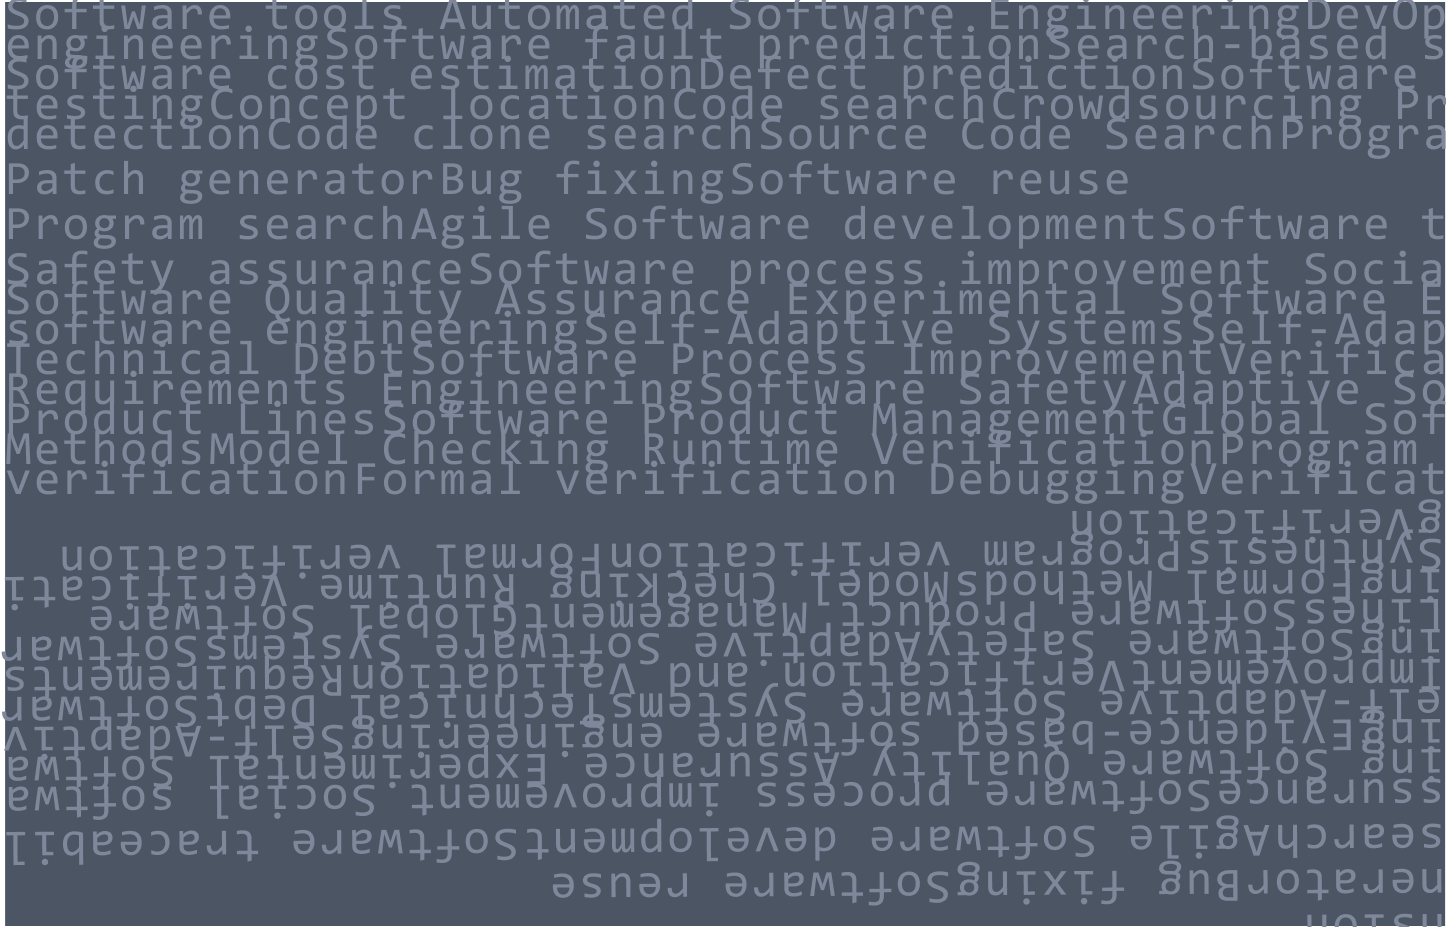 Software tools Automated Software EngineeringDevOp
engineeringSoftware fault predictionSearch-based s
Software cost estimationDefect predictionSoftware
testingConcept locationCode searchCrowdsourcing Pr
detectionCode clone searchSource Code SearchProgra
Patch generatorBug fixingSoftware reuse
Program searchAgile Software developmentSoftware t
Safety assuranceSoftware process improvement Socia
Software Quality Assurance Experimental Software E
software engineeringSelf-Adaptive SystemsSelf-Adap
Technical DebtSoftware Process ImprovementVerifica
Requirements EngineeringSoftware SafetyAdaptive So
Product LinesSoftware Product ManagementGlobal Sof
MethodsModel Checking Runtime VerificationProgram
verificationFormal verification DebuggingVerificat
nsion
neratorBug fixingSoftware reuse
searchAgile Software developmentSoftware traceabil
ssuranceSoftware process improvement Social softwa
ing Software Quality Assurance Experimental Softwa
ingEvidence-based software engineeringSelf-Adaptiv
elf-Adaptive Software SystemsTechnical DebtSoftwar
ImprovementVerification and ValidationRequirements
ingSoftware SafetyAdaptive Software SystemsSoftwar
LinesSoftware Product ManagementGlobal Software
ingFormal MethodsModel Checking Runtime Verificati
SynthesisProgram verificationFormal verification
gVerification